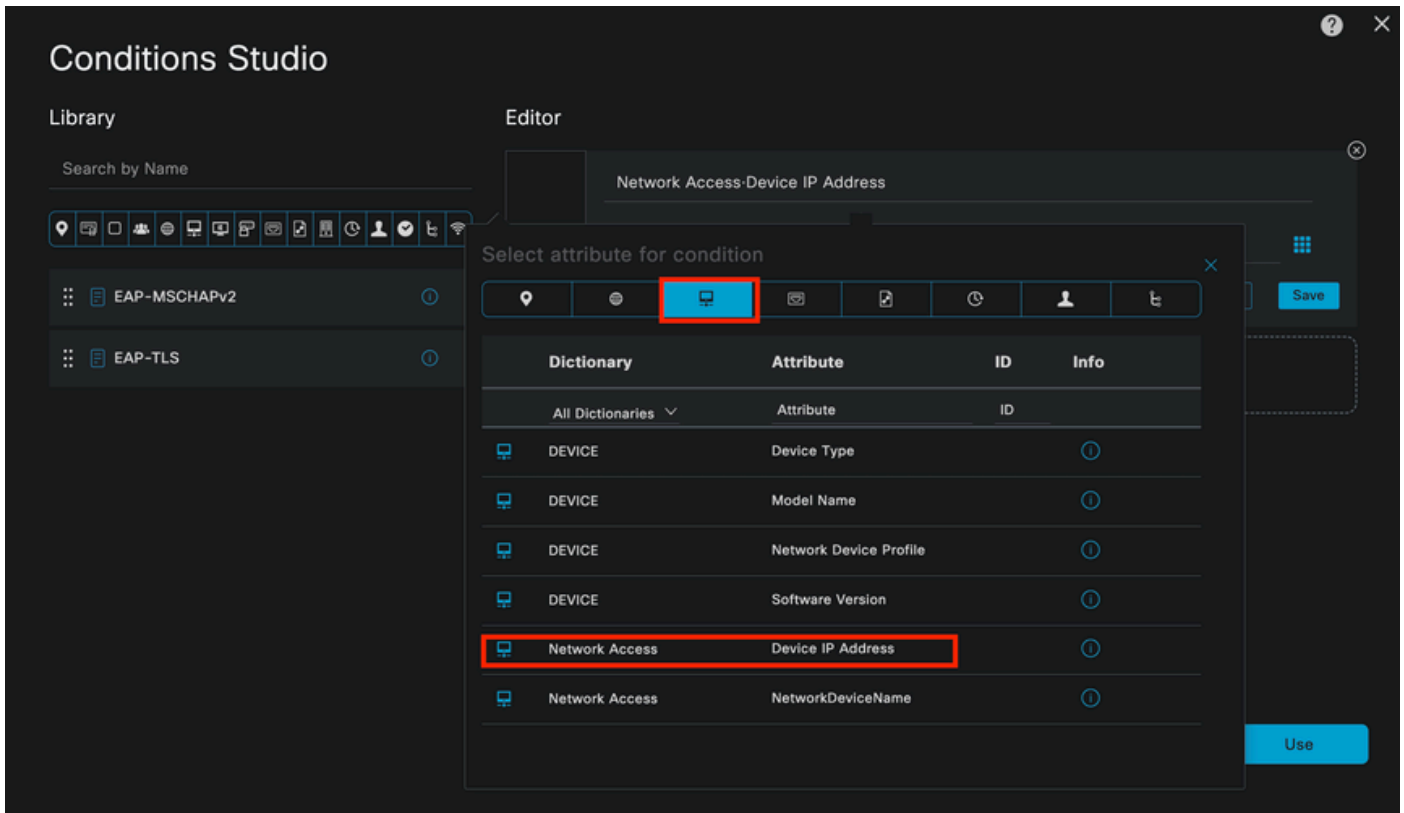 Conditions Studio
Library
Editor
Search by Name
Network Access·Device IP Address
EAP-MSCHAPv2
EAP-TLS
Save
Select attribute for condition
Dictionary Attribute ID Info
All Dictionaries Attribute ID
DEVICE Device Type
DEVICE Model Name
DEVICE Network Device Profile
DEVICE Software Version
Network Access Device IP Address
Network Access NetworkDeviceName
Use